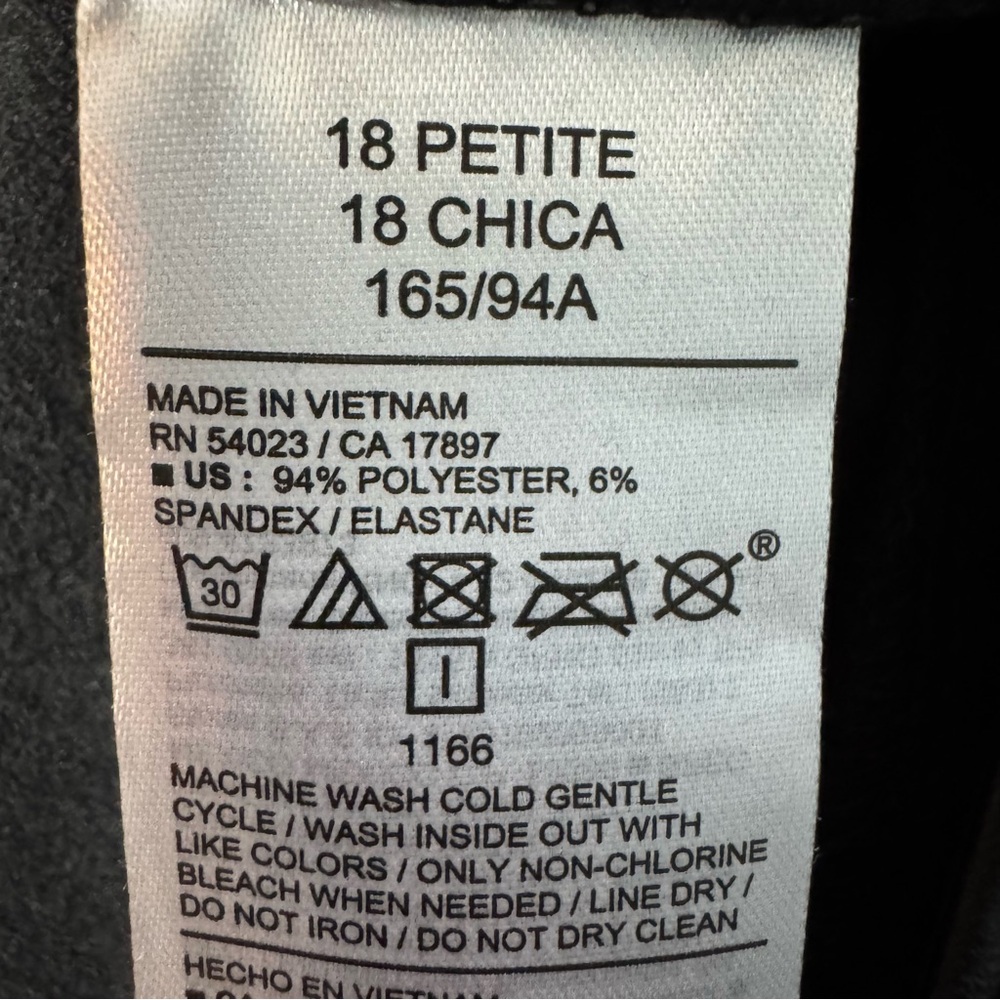 18 PETITE
18 CHICA
165/94A
MADE IN VIETNAM
RN 54023 / CA 17897
■ US : 94% POLYESTER, 6%
SPANDEX / ELASTANE
30
®
1166
MACHINE WASH COLD GENTLE
CYCLE / WASH INSIDE OUT WITH
LIKE COLORS / ONLY NON-CHLORINE
BLEACH WHEN NEEDED / LINE DRY /
DO NOT IRON / DO NOT DRY CLEAN
HECHO EN VIETNAM